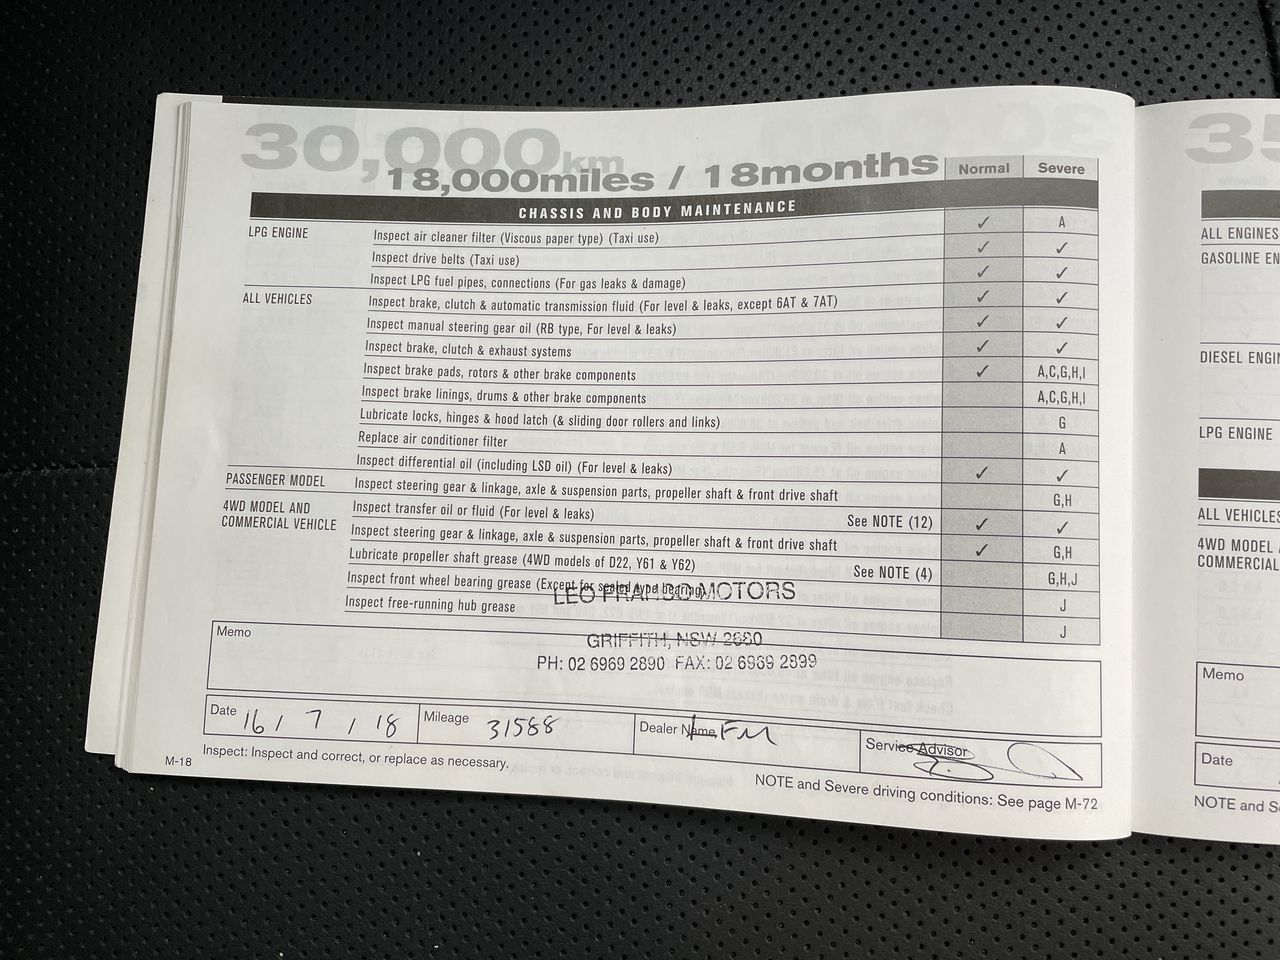 30,000km
18,000miles / 18months
Normal Severe
CHASSIS AND BODY MAINTENANCE
LPG ENGINE Inspect air cleaner filter (Viscous paper type) (Taxi use) ✓ A
Inspect drive belts (Taxi use) ✓ ✓
Inspect LPG fuel pipes, connections (For gas leaks & damage) ✓ ✓
ALL VEHICLES Inspect brake, clutch & automatic transmission fluid (For level & leaks, except 6AT & 7AT) ✓ ✓
Inspect manual steering gear oil (RB type, For level & leaks) ✓ ✓
Inspect brake, clutch & exhaust systems ✓ ✓
Inspect brake pads, rotors & other brake components ✓ A,C,G,H,I
Inspect brake linings, drums & other brake components A,C,G,H,I
Lubricate locks, hinges & hood latch (& sliding door rollers and links) G
Replace air conditioner filter A
Inspect differential oil (including LSD oil) (For level & leaks) ✓ ✓
PASSENGER MODEL Inspect steering gear & linkage, axle & suspension parts, propeller shaft & front drive shaft G,H
4WD MODEL AND COMMERCIAL VEHICLE Inspect transfer oil or fluid (For level & leaks) See NOTE (12) ✓ ✓
Inspect steering gear & linkage, axle & suspension parts, propeller shaft & front drive shaft ✓ G,H
Lubricate propeller shaft grease (4WD models of D22, Y61 & Y62) See NOTE (4) G,H,J
Inspect front wheel bearing grease (Except for sealed type bearing) J
Inspect free-running hub grease J
LEO FRANCO MOTORS
GRIFFITH, NSW 2680
PH: 02 6969 2890 FAX: 02 6969 2899
Memo
Date 16 / 7 / 18 Mileage 31588 Dealer Name LFM Service Advisor
Inspect: Inspect and correct, or replace as necessary.
M-18
NOTE and Severe driving conditions: See page M-72
35
ALL ENGINES
GASOLINE EN
DIESEL ENGIN
LPG ENGINE
ALL VEHICLES
4WD MODEL
COMMERCIAL
Memo
Date
NOTE and S